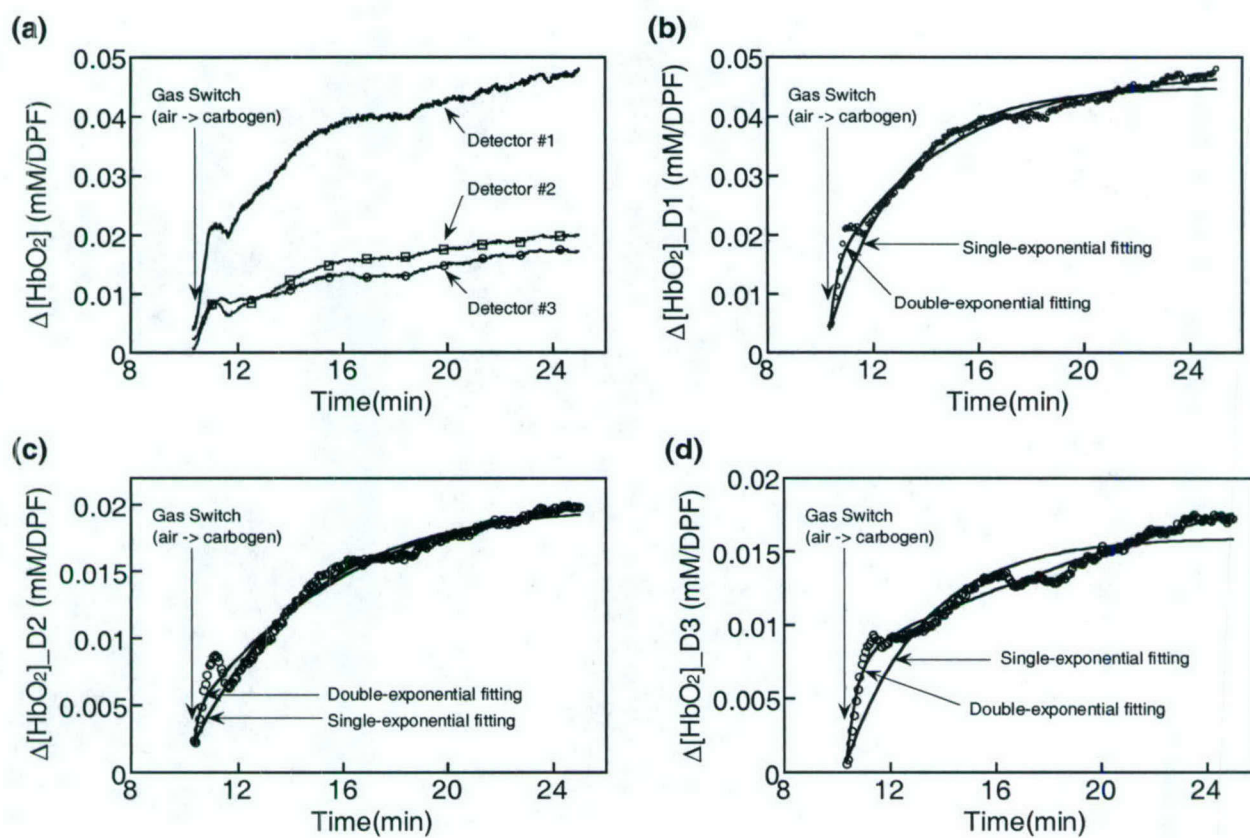 (a)
Δ[HbO2] (mM/DPF)
0.05
0.04
0.03
0.02
0.01
0
Gas Switch
(air -> carbogen)
Detector #1
Detector #2
Detector #3
8 12 16 20 24
Time(min)
(b)
Δ[HbO2]_D1 (mM/DPF)
0.05
0.04
0.03
0.02
0.01
0
Gas Switch
(air -> carbogen)
Single-exponential fitting
Double-exponential fitting
8 12 16 20 24
Time(min)
(c)
Δ[HbO2]_D2 (mM/DPF)
0.02
0.015
0.01
0.005
0
Gas Switch
(air -> carbogen)
Double-exponential fitting
Single-exponential fitting
8 12 16 20 24
Time(min)
(d)
Δ[HbO2]_D3 (mM/DPF)
0.02
0.015
0.01
0.005
0
Gas Switch
(air -> carbogen)
Single-exponential fitting
Double-exponential fitting
8 12 16 20 24
Time(min)